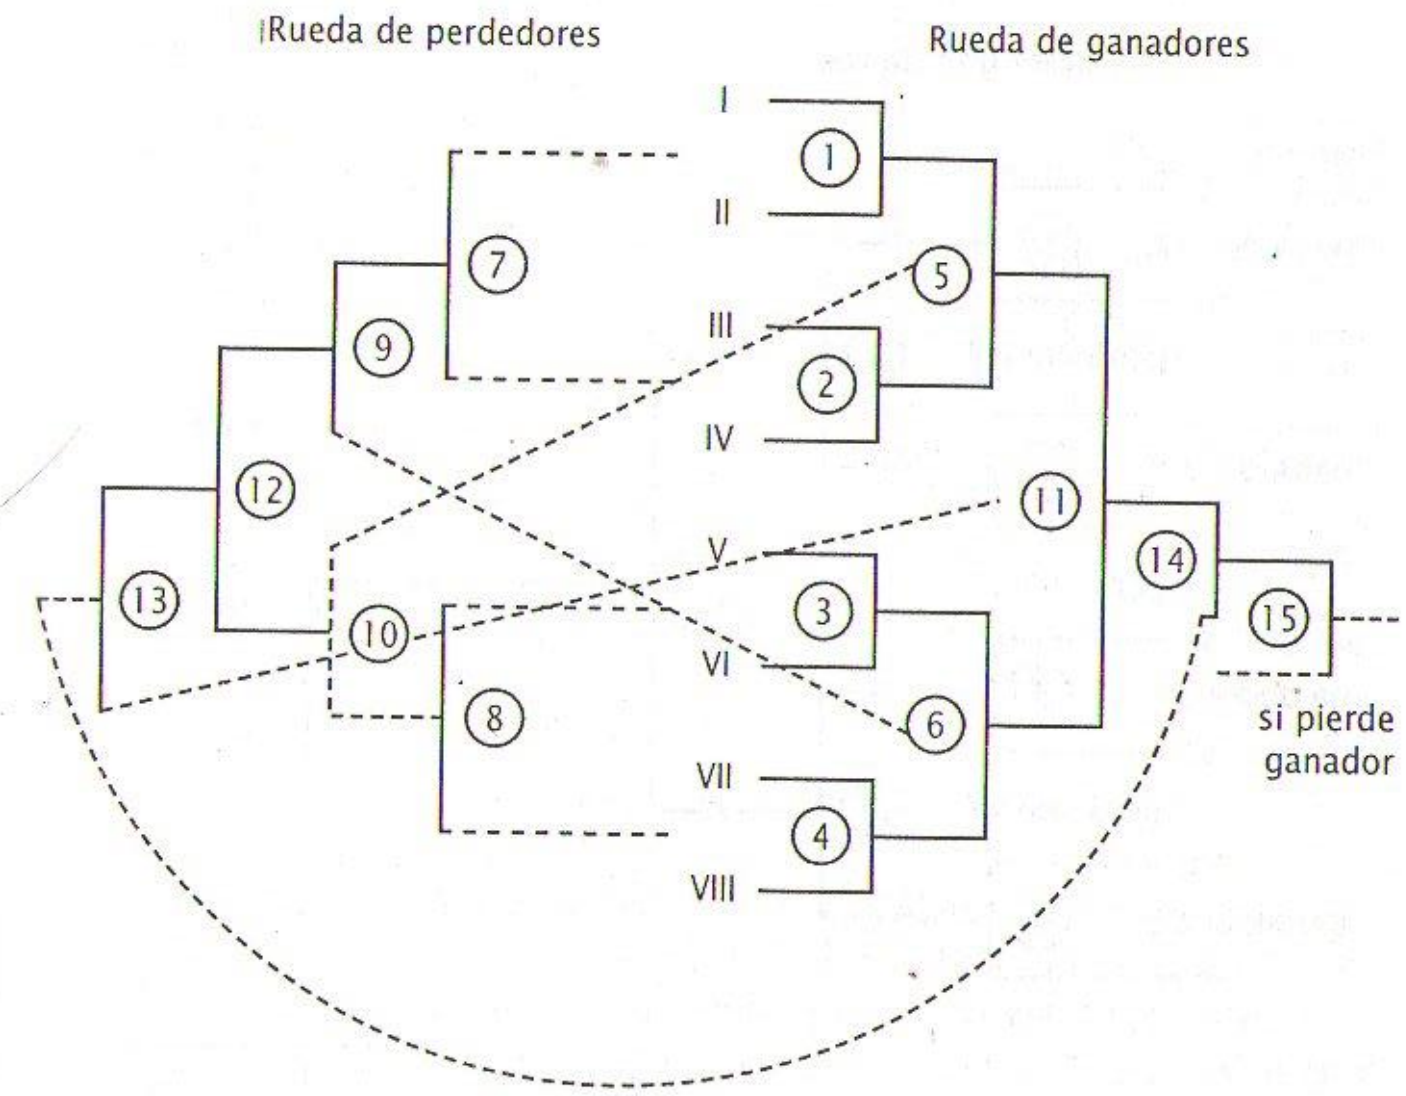 Rueda de perdedores
Rueda de ganadores
I
1
II
7
5
III
9
2
IV
12
11
V
14
13
3
15
10
VI
8
6
si pierde
ganador
VII
4
VIII